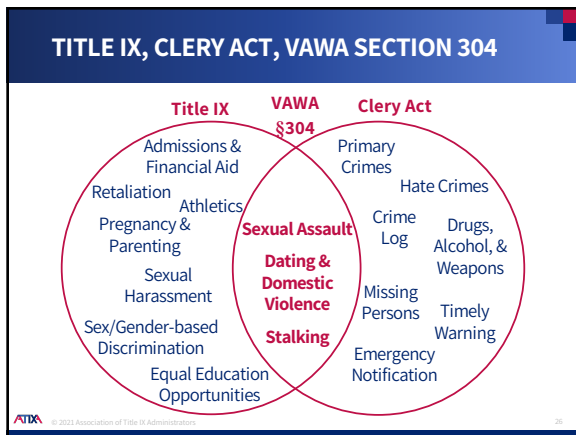 TITLE IX, CLERY ACT, VAWA SECTION 304
Title IX
VAWA
§304
Clery Act
Admissions &
Financial Aid
Retaliation
Athletics
Pregnancy &
Parenting
Sexual
Harassment
Sex/Gender-based
Discrimination
Equal Education
Opportunities
Sexual Assault
Dating &
Domestic
Violence
Stalking
Primary
Crimes
Hate Crimes
Crime
Log
Drugs,
Alcohol, &
Weapons
Missing
Persons
Timely
Warning
Emergency
Notification
ATIXA © 2021 Association of Title IX Administrators
26